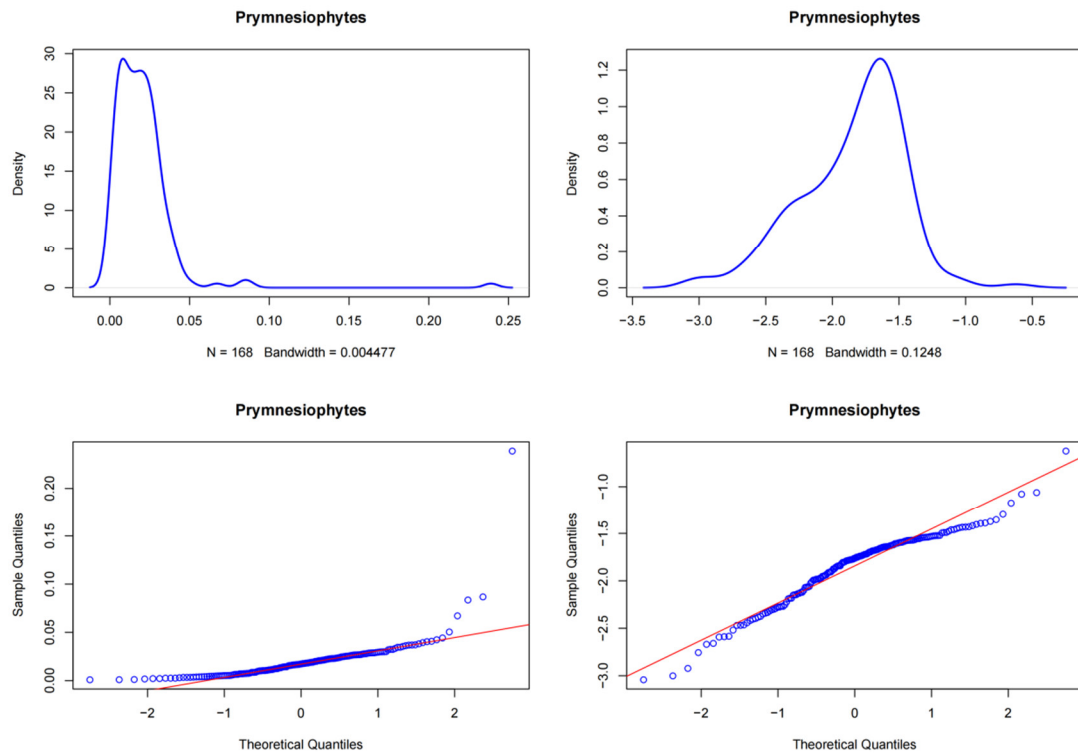 Prymnesiophytes
Density
30
25
20
15
10
5
0
0.00 0.05 0.10 0.15 0.20 0.25
N = 168 Bandwidth = 0.004477
Prymnesiophytes
Density
1.2
1.0
0.8
0.6
0.4
0.2
0.0
−3.5 −3.0 −2.5 −2.0 −1.5 −1.0 −0.5
N = 168 Bandwidth = 0.1248
Prymnesiophytes
Sample Quantiles
0.20
0.15
0.10
0.05
0.00
−2 −1 0 1 2
Theoretical Quantiles
Prymnesiophytes
Sample Quantiles
−1.0
−1.5
−2.0
−2.5
−3.0
−2 −1 0 1 2
Theoretical Quantiles